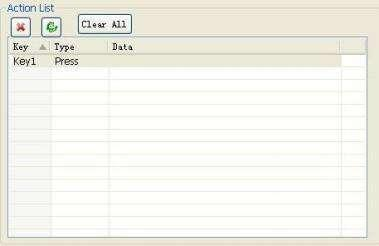 Action List
Clear All
Key Type Data
Key1 Press